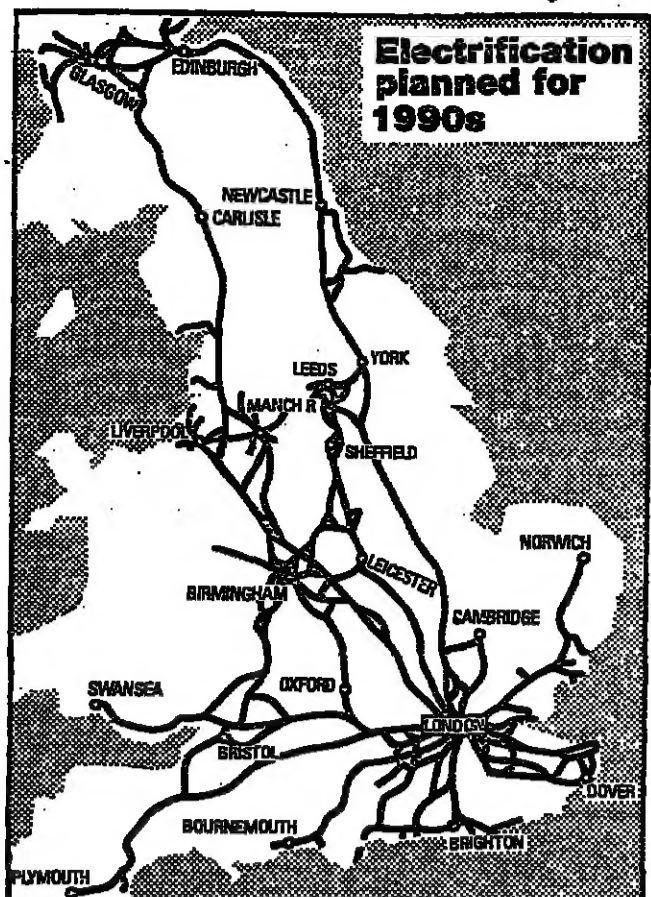 Electrification
planned for
1990s
EDINBURGH
GLASGOW
NEWCASTLE
CARLISLE
YORK
LEEDS
MANCH R
LIVERPOOL
SHEFFIELD
NORWICH
LEICESTER
BIRMINGHAM
CAMBRIDGE
SWANSEA
OXFORD
LONDON
BRISTOL
DOVER
BOURNEMOUTH
BRIGHTON
PLYMOUTH